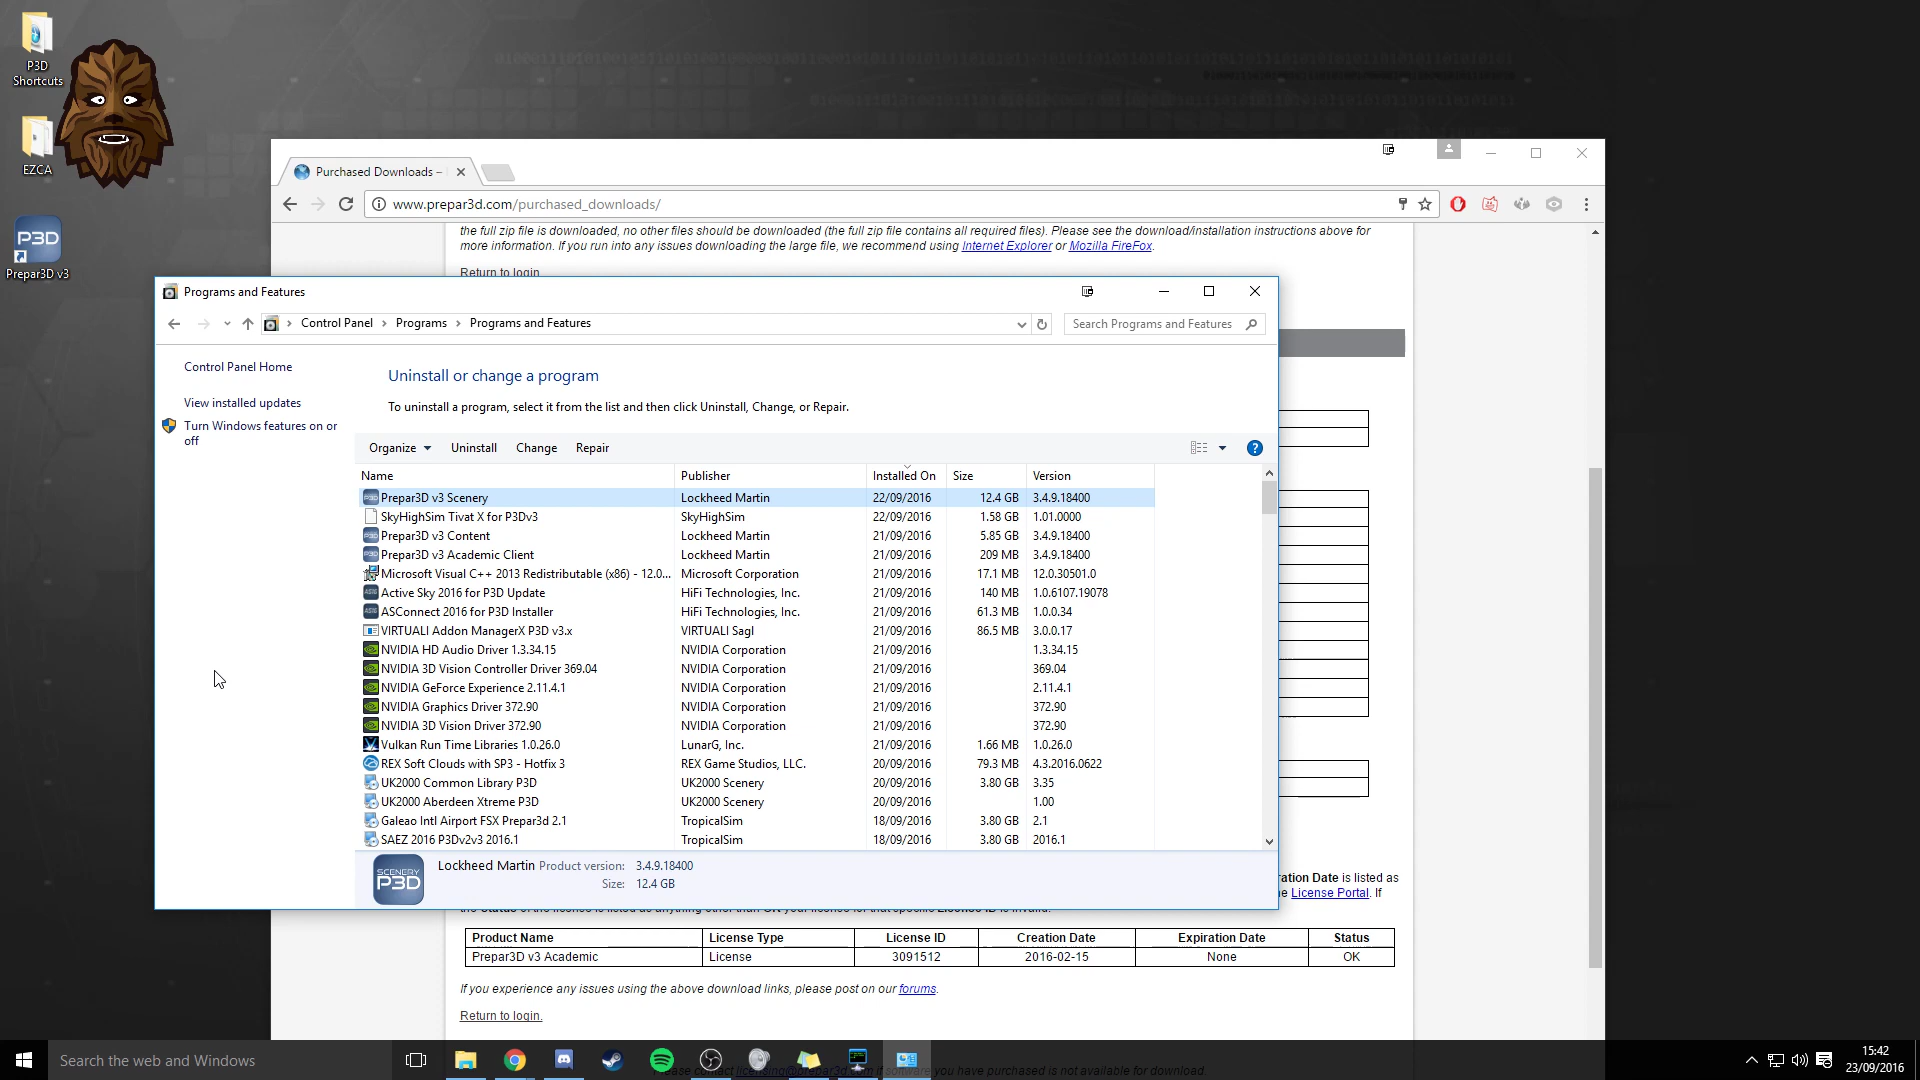 P3D
Shortcuts
EZCA
P3D
Prepar3D v3
Purchased Downloads –
www.prepar3d.com/purchased_downloads/
the full zip file is downloaded, no other files should be downloaded (the full zip file contains all required files). Please see the download/installation instructions above for
more information. If you run into any issues downloading the large file, we recommend using Internet Explorer or Mozilla FireFox.
Return to login
Programs and Features
Control Panel > Programs > Programs and Features
Search Programs and Features
Control Panel Home
View installed updates
Turn Windows features on or
off
Uninstall or change a program
To uninstall a program, select it from the list and then click Uninstall, Change, or Repair.
Organize Uninstall Change Repair
Name Publisher Installed On Size Version
Prepar3D v3 Scenery Lockheed Martin 22/09/2016 12.4 GB 3.4.9.18400
SkyHighSim Tivat X for P3Dv3 SkyHighSim 22/09/2016 1.58 GB 1.01.0000
Prepar3D v3 Content Lockheed Martin 21/09/2016 5.85 GB 3.4.9.18400
Prepar3D v3 Academic Client Lockheed Martin 21/09/2016 209 MB 3.4.9.18400
Microsoft Visual C++ 2013 Redistributable (x86) - 12.0... Microsoft Corporation 21/09/2016 17.1 MB 12.0.30501.0
Active Sky 2016 for P3D Update HiFi Technologies, Inc. 21/09/2016 140 MB 1.0.6107.19078
ASConnect 2016 for P3D Installer HiFi Technologies, Inc. 21/09/2016 61.3 MB 1.0.0.34
VIRTUALI Addon ManagerX P3D v3.x VIRTUALI Sagl 21/09/2016 86.5 MB 3.0.0.17
NVIDIA HD Audio Driver 1.3.34.15 NVIDIA Corporation 21/09/2016 1.3.34.15
NVIDIA 3D Vision Controller Driver 369.04 NVIDIA Corporation 21/09/2016 369.04
NVIDIA GeForce Experience 2.11.4.1 NVIDIA Corporation 21/09/2016 2.11.4.1
NVIDIA Graphics Driver 372.90 NVIDIA Corporation 21/09/2016 372.90
NVIDIA 3D Vision Driver 372.90 NVIDIA Corporation 21/09/2016 372.90
Vulkan Run Time Libraries 1.0.26.0 LunarG, Inc. 21/09/2016 1.66 MB 1.0.26.0
REX Soft Clouds with SP3 - Hotfix 3 REX Game Studios, LLC. 20/09/2016 79.3 MB 4.3.2016.0622
UK2000 Common Library P3D UK2000 Scenery 20/09/2016 3.80 GB 3.35
UK2000 Aberdeen Xtreme P3D UK2000 Scenery 20/09/2016 1.00
Galeao Intl Airport FSX Prepar3d 2.1 TropicalSim 18/09/2016 3.80 GB 2.1
SAEZ 2016 P3Dv2v3 2016.1 TropicalSim 18/09/2016 3.80 GB 2016.1
SCENERY
P3D
Lockheed Martin Product version: 3.4.9.18400
Size: 12.4 GB
ation Date is listed as
e License Portal. If
Product Name License Type License ID Creation Date Expiration Date Status
Prepar3D v3 Academic License 3091512 2016-02-15 None OK
If you experience any issues using the above download links, please post on our forums.
Return to login.
Search the web and Windows
15:42
23/09/2016